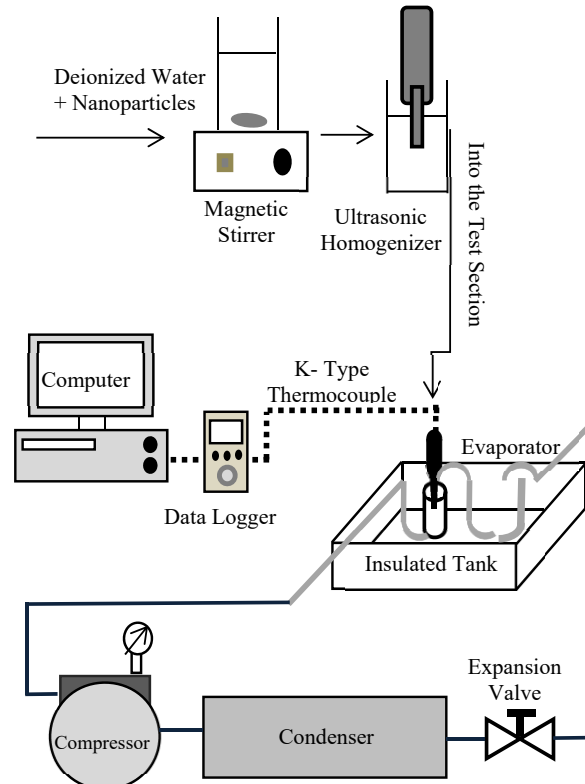 Deionized Water
+ Nanoparticles
Magnetic
Stirrer
Ultrasonic
Homogenizer
Into the Test Section
Computer
K- Type
Thermocouple
Data Logger
Evaporator
Insulated Tank
Compressor
Condenser
Expansion
Valve